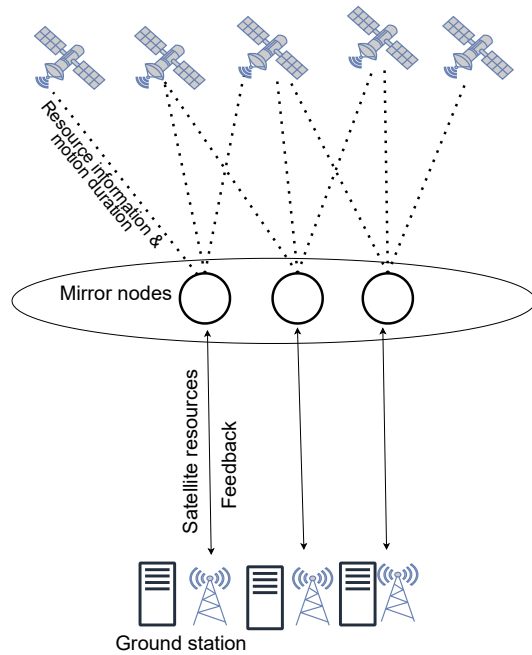 Resource information &
motion duration
Mirror nodes
Satellite resources
Feedback
Ground station